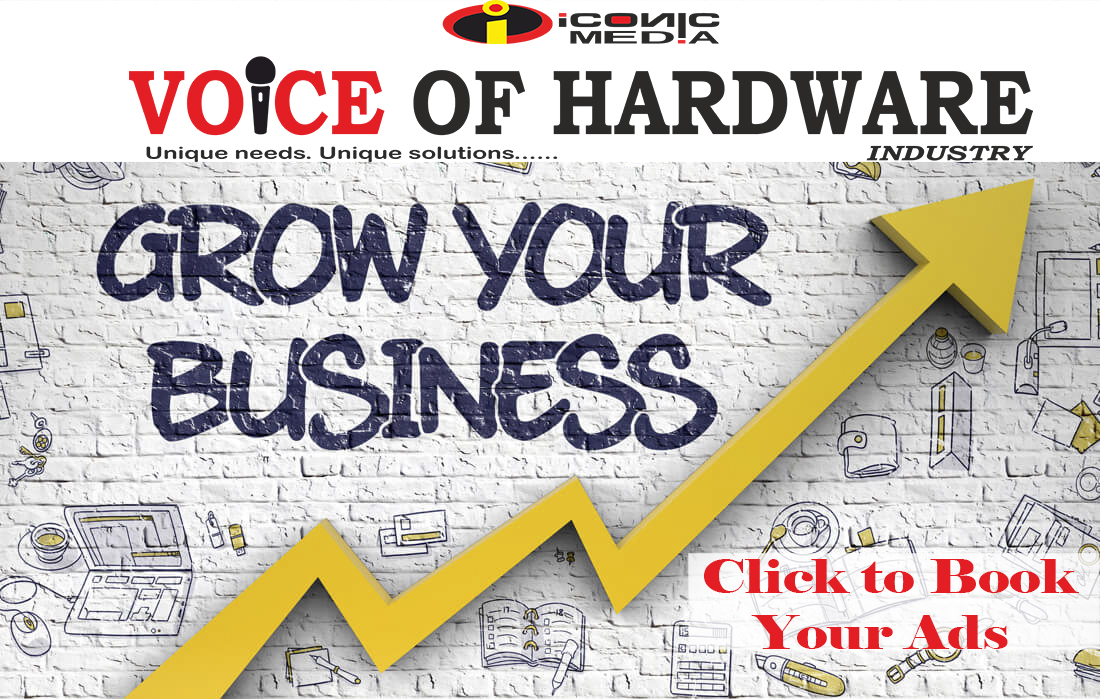 iCONIC
MEDIA
VOiCE OF HARDWARE
Unique needs. Unique solutions......
INDUSTRY
GROW YOUR
BUSINESS
Click to Book
Your Ads